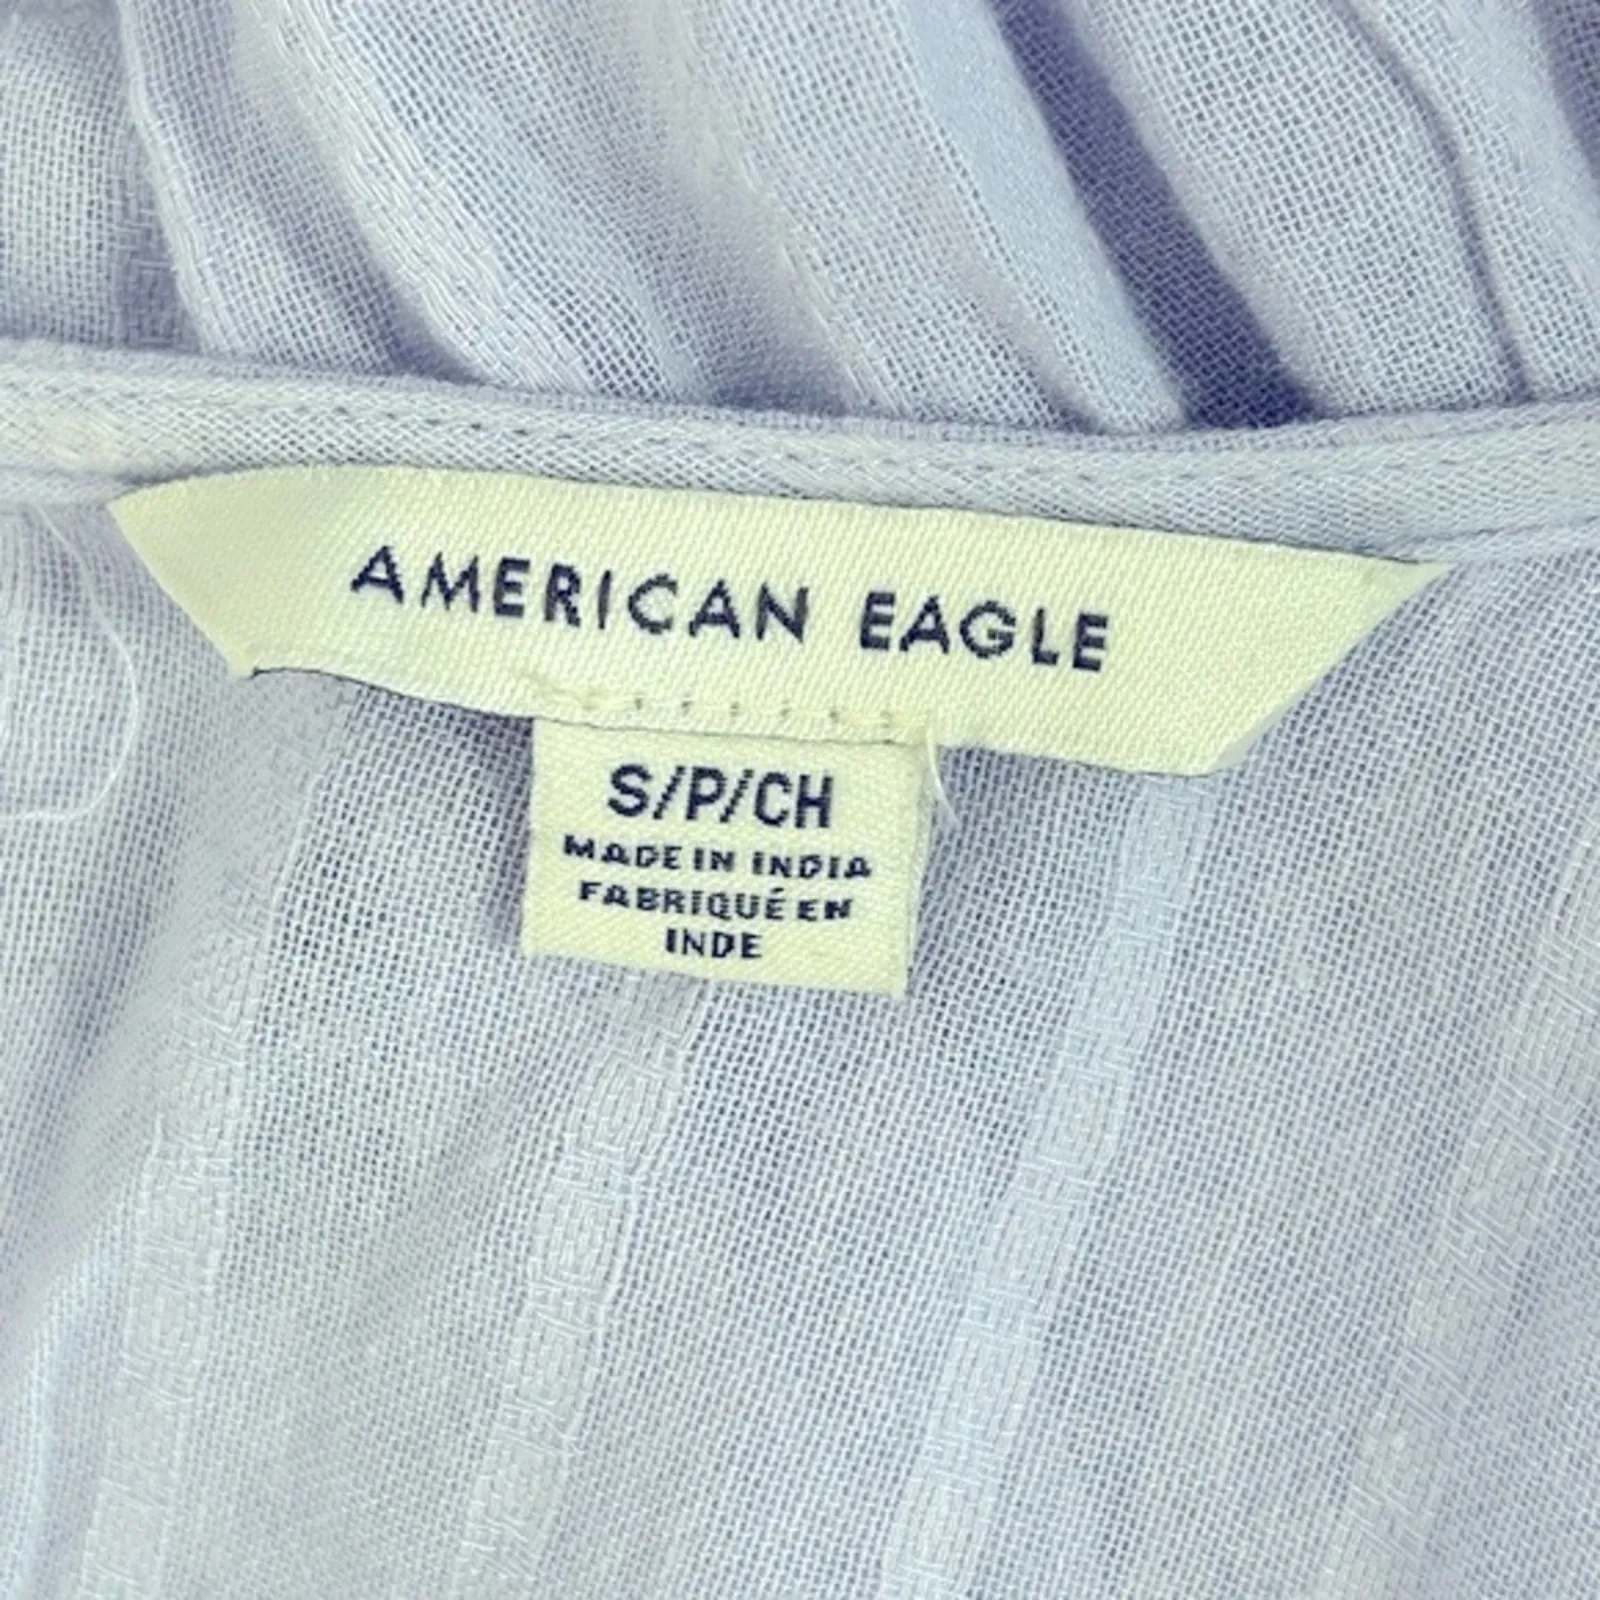 AMERICAN EAGLE
S/P/CH
MADE IN INDIA
FABRIQUÉ EN
INDE